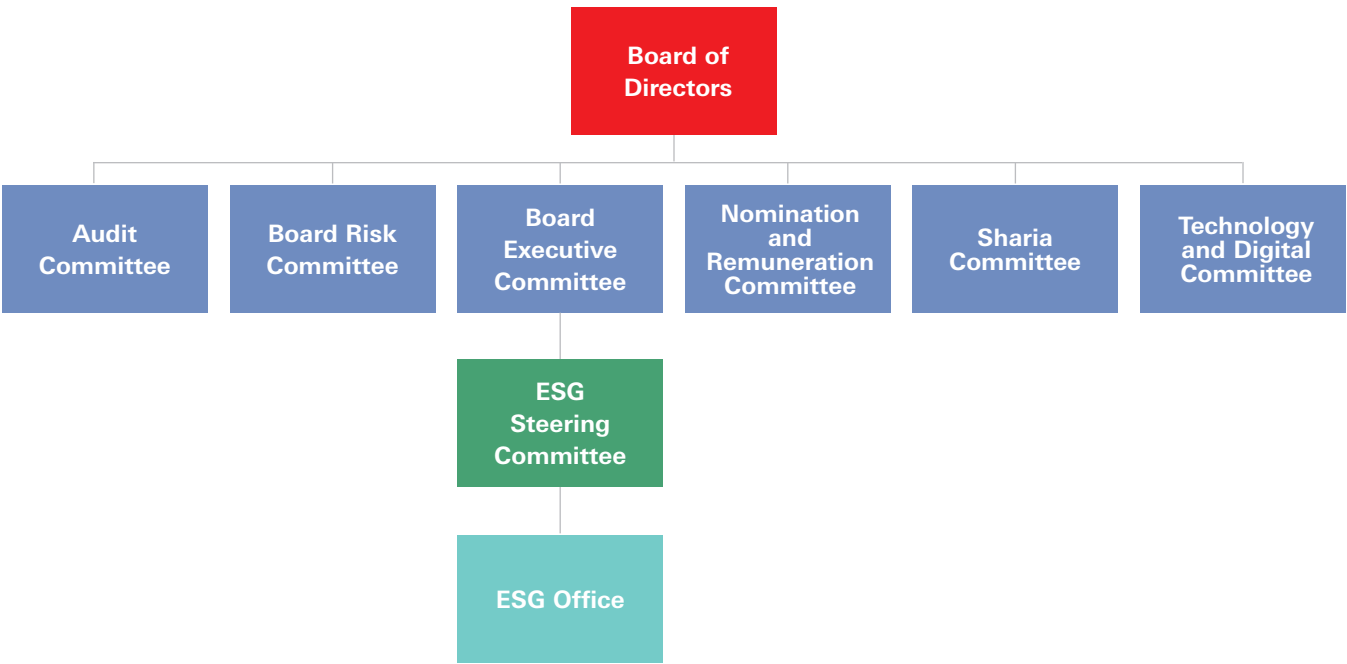 Board of
Directors
Audit
Committee
Board Risk
Committee
Board
Executive
Committee
Nomination
and
Remuneration
Committee
Sharia
Committee
Technology
and Digital
Committee
ESG
Steering
Committee
ESG Office